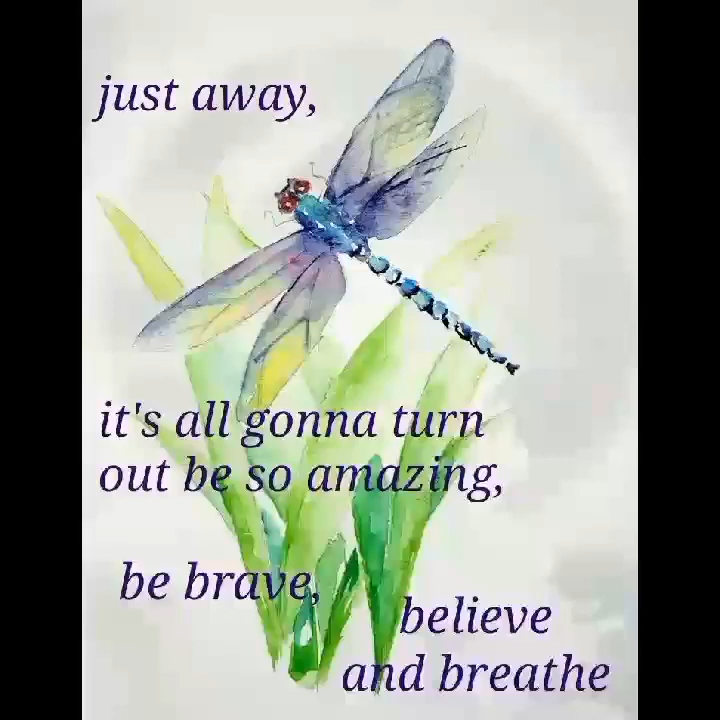 just away,
it's all gonna turn
out be so amazing,
be brave,
believe
and breathe